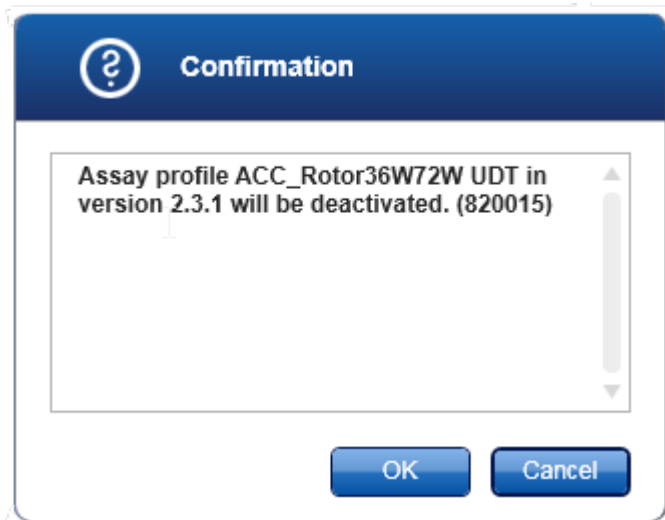 Confirmation
Assay profile ACC_Rotor36W72W UDT in
version 2.3.1 will be deactivated. (820015)
OK
Cancel